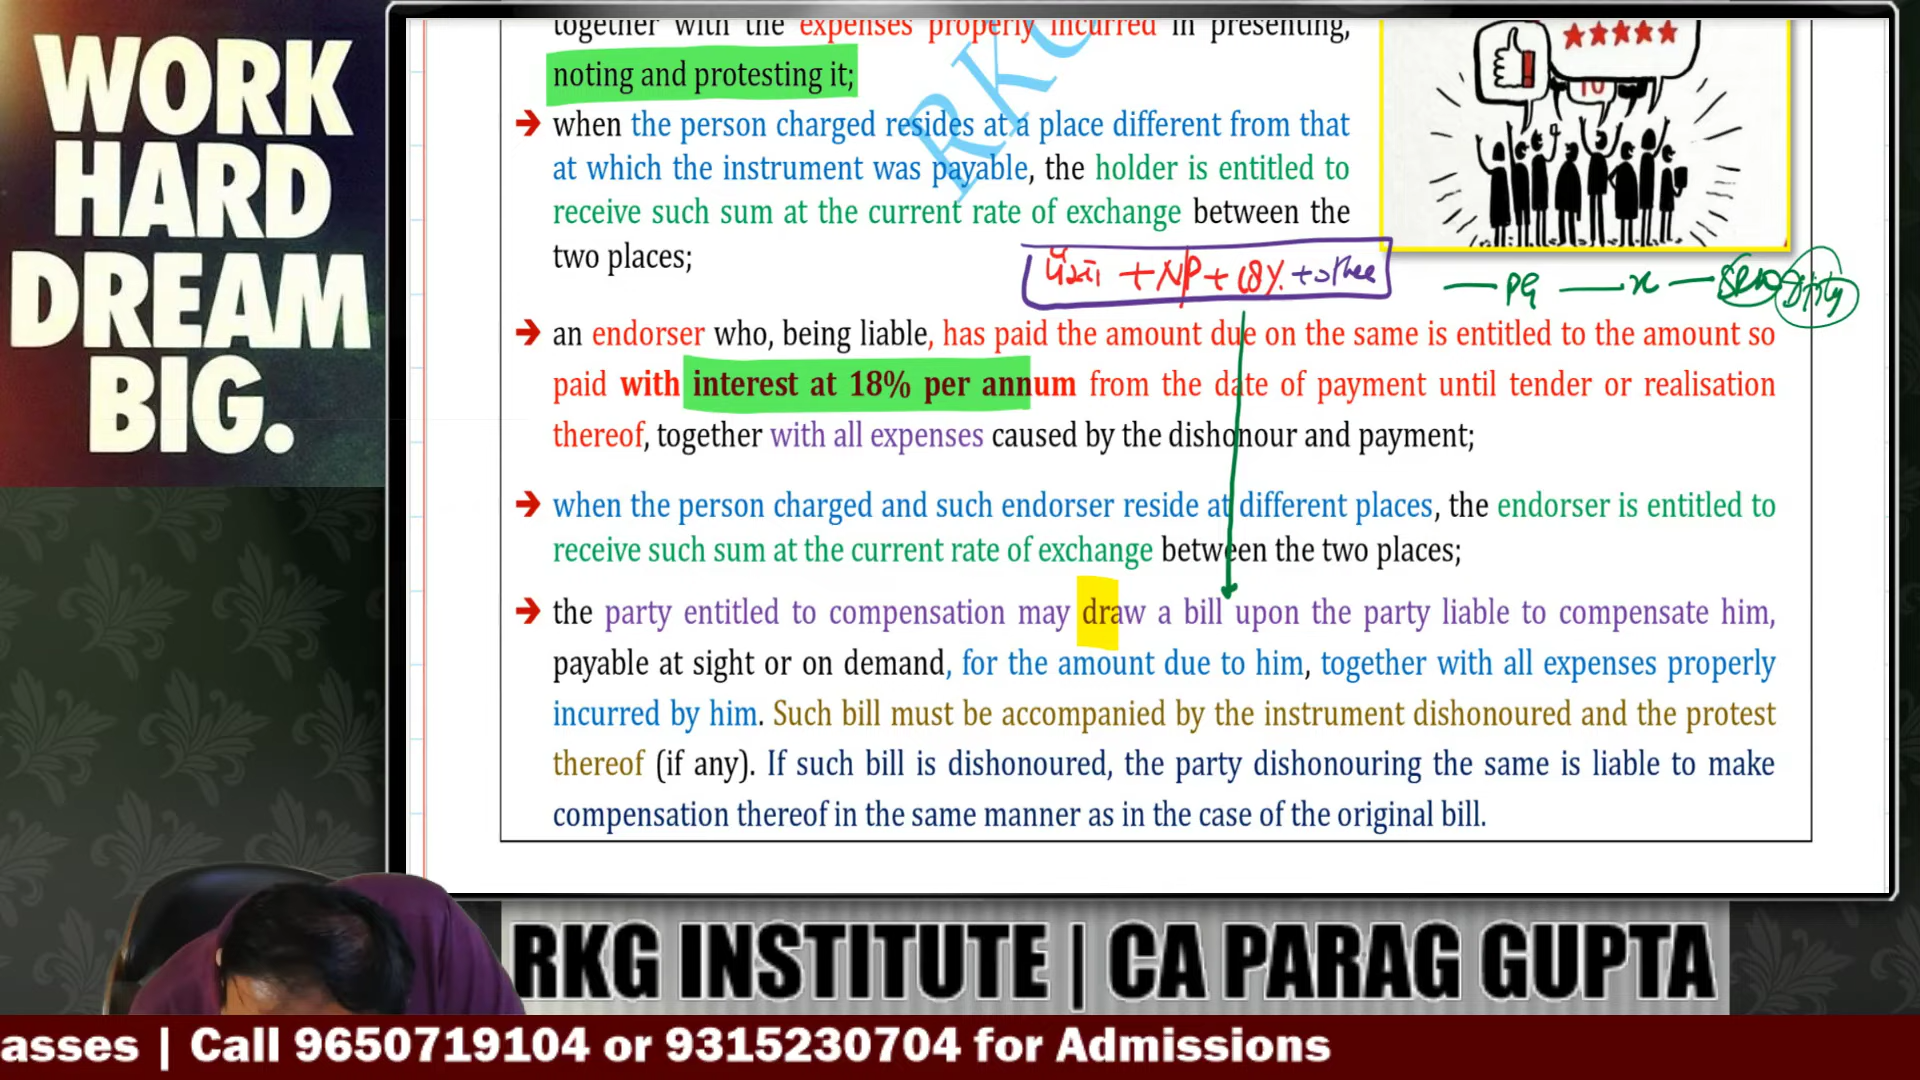 WORK
HARD
DREAM
BIG.
together with the expenses properly incurred in presenting,
noting and protesting it;
➔ when the person charged resides at a place different from that
at which the instrument was payable, the holder is entitled to
receive such sum at the current rate of exchange between the
two places;
+ NP + 18% + other
PG — x —
➔ an endorser who, being liable, has paid the amount due on the same is entitled to the amount so
paid with interest at 18% per annum from the date of payment until tender or realisation
thereof, together with all expenses caused by the dishonour and payment;
➔ when the person charged and such endorser reside at different places, the endorser is entitled to
receive such sum at the current rate of exchange between the two places;
➔ the party entitled to compensation may draw a bill upon the party liable to compensate him,
payable at sight or on demand, for the amount due to him, together with all expenses properly
incurred by him. Such bill must be accompanied by the instrument dishonoured and the protest
thereof (if any). If such bill is dishonoured, the party dishonouring the same is liable to make
compensation thereof in the same manner as in the case of the original bill.
RKG INSTITUTE | CA PARAG GUPTA
asses | Call 9650719104 or 9315230704 for Admissions